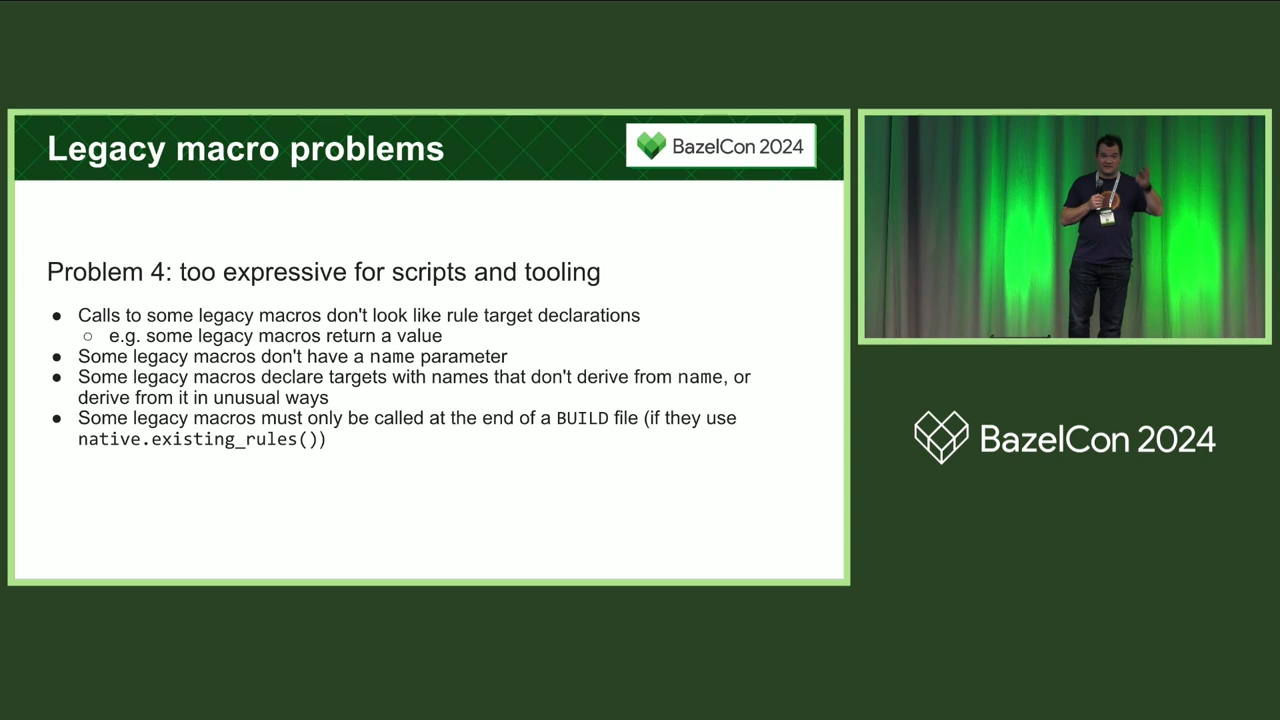 Legacy macro problems
BazelCon 2024
Problem 4: too expressive for scripts and tooling
● Calls to some legacy macros don't look like rule target declarations
○ e.g. some legacy macros return a value
● Some legacy macros don't have a name parameter
● Some legacy macros declare targets with names that don't derive from name, or
derive from it in unusual ways
● Some legacy macros must only be called at the end of a BUILD file (if they use
native.existing_rules())
BazelCon 2024